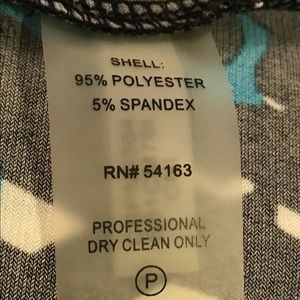 SHELL:
95% POLYESTER
5% SPANDEX
RN# 54163
PROFESSIONAL
DRY CLEAN ONLY
P